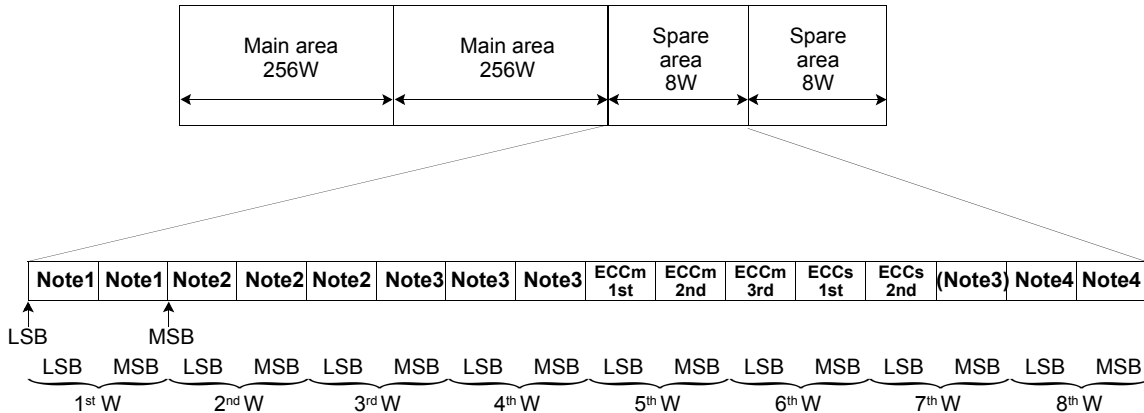 Main area
256W
Main area
256W
Spare
area
8W
Spare
area
8W
Note1 Note1 Note2 Note2 Note2 Note3 Note3 Note3 ECCm 1st ECCm 2nd ECCm 3rd ECCs 1st ECCs 2nd (Note3) Note4 Note4
LSB MSB
LSB MSB LSB MSB LSB MSB LSB MSB LSB MSB LSB MSB LSB MSB LSB MSB
1st W 2nd W 3rd W 4th W 5th W 6th W 7th W 8th W